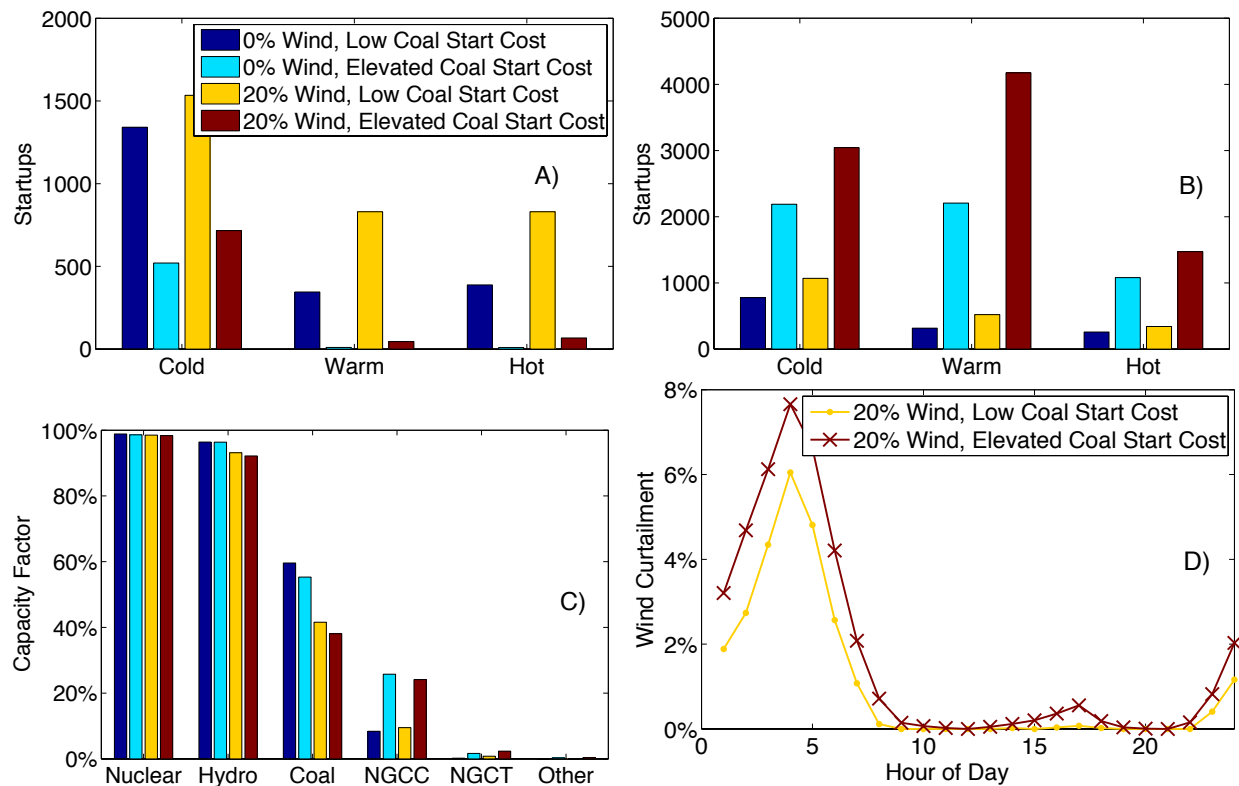 2000
1500
1000
500
0
Startups
0% Wind, Low Coal Start Cost
0% Wind, Elevated Coal Start Cost
20% Wind, Low Coal Start Cost
20% Wind, Elevated Coal Start Cost
A)
Cold Warm Hot
5000
4000
3000
2000
1000
0
Startups
B)
Cold Warm Hot
100%
80%
60%
40%
20%
0%
Capacity Factor
C)
Nuclear Hydro Coal NGCC NGCT Other
8%
6%
4%
2%
0%
Wind Curtailment
20% Wind, Low Coal Start Cost
20% Wind, Elevated Coal Start Cost
D)
0 5 10 15 20
Hour of Day